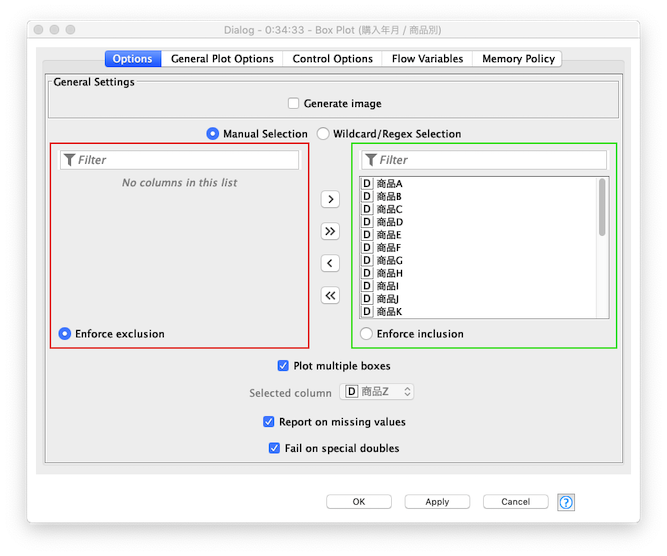 Dialog - 0:34:33 - Box Plot (購入年月 / 商品別)
Options General Plot Options Control Options Flow Variables Memory Policy
General Settings
Generate image
Manual Selection Wildcard/Regex Selection
Filter
No columns in this list
Enforce exclusion
>
>>
<
<<
Filter
D 商品A
D 商品B
D 商品C
D 商品D
D 商品E
D 商品F
D 商品G
D 商品H
D 商品I
D 商品J
D 商品K
Enforce inclusion
Plot multiple boxes
Selected column D 商品Z
Report on missing values
Fail on special doubles
OK Apply Cancel ?